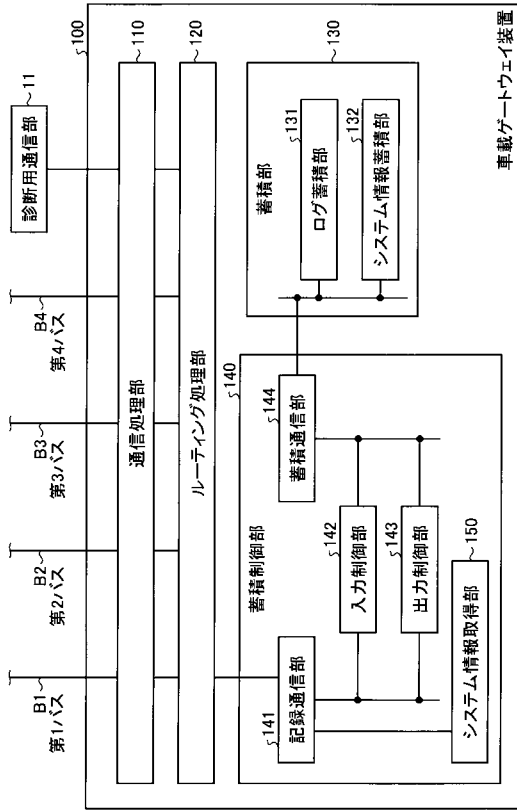 B1
第1バス
B2
第2バス
B3
第3バス
B4
第4バス
診断用通信部
11
100
通信処理部
110
ルーティング処理部
120
140
蓄積制御部
141
記録通信部
144
蓄積通信部
142
入力制御部
143
出力制御部
システム情報取得部
150
蓄積部
130
131
ログ蓄積部
132
システム情報蓄積部
車載ゲートウェイ装置